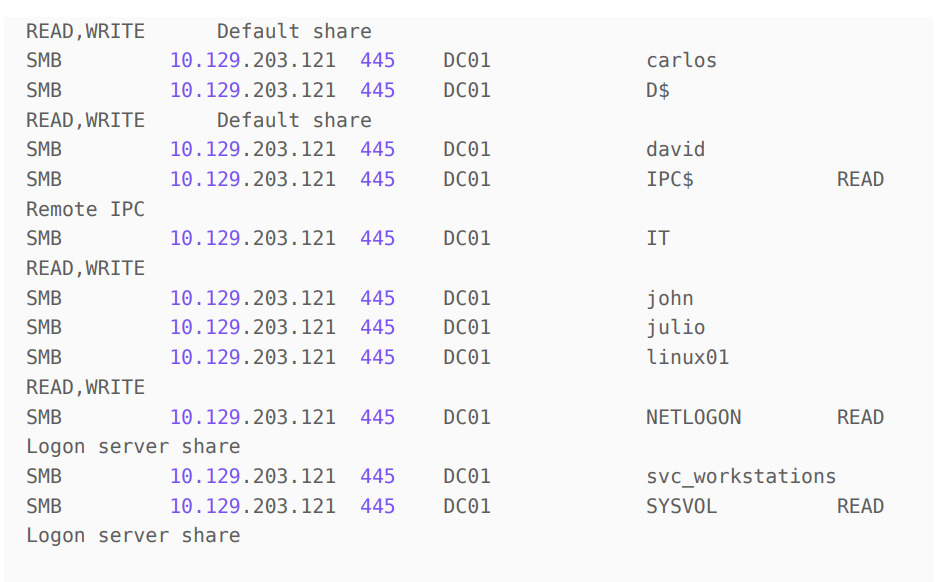 READ,WRITE      Default share
SMB         10.129.203.121  445    DC01             carlos
SMB         10.129.203.121  445    DC01             D$
READ,WRITE      Default share
SMB         10.129.203.121  445    DC01             david
SMB         10.129.203.121  445    DC01             IPC$            READ
Remote IPC
SMB         10.129.203.121  445    DC01             IT
READ,WRITE
SMB         10.129.203.121  445    DC01             john
SMB         10.129.203.121  445    DC01             julio
SMB         10.129.203.121  445    DC01             linux01
READ,WRITE
SMB         10.129.203.121  445    DC01             NETLOGON        READ
Logon server share
SMB         10.129.203.121  445    DC01             svc_workstations
SMB         10.129.203.121  445    DC01             SYSVOL          READ
Logon server share